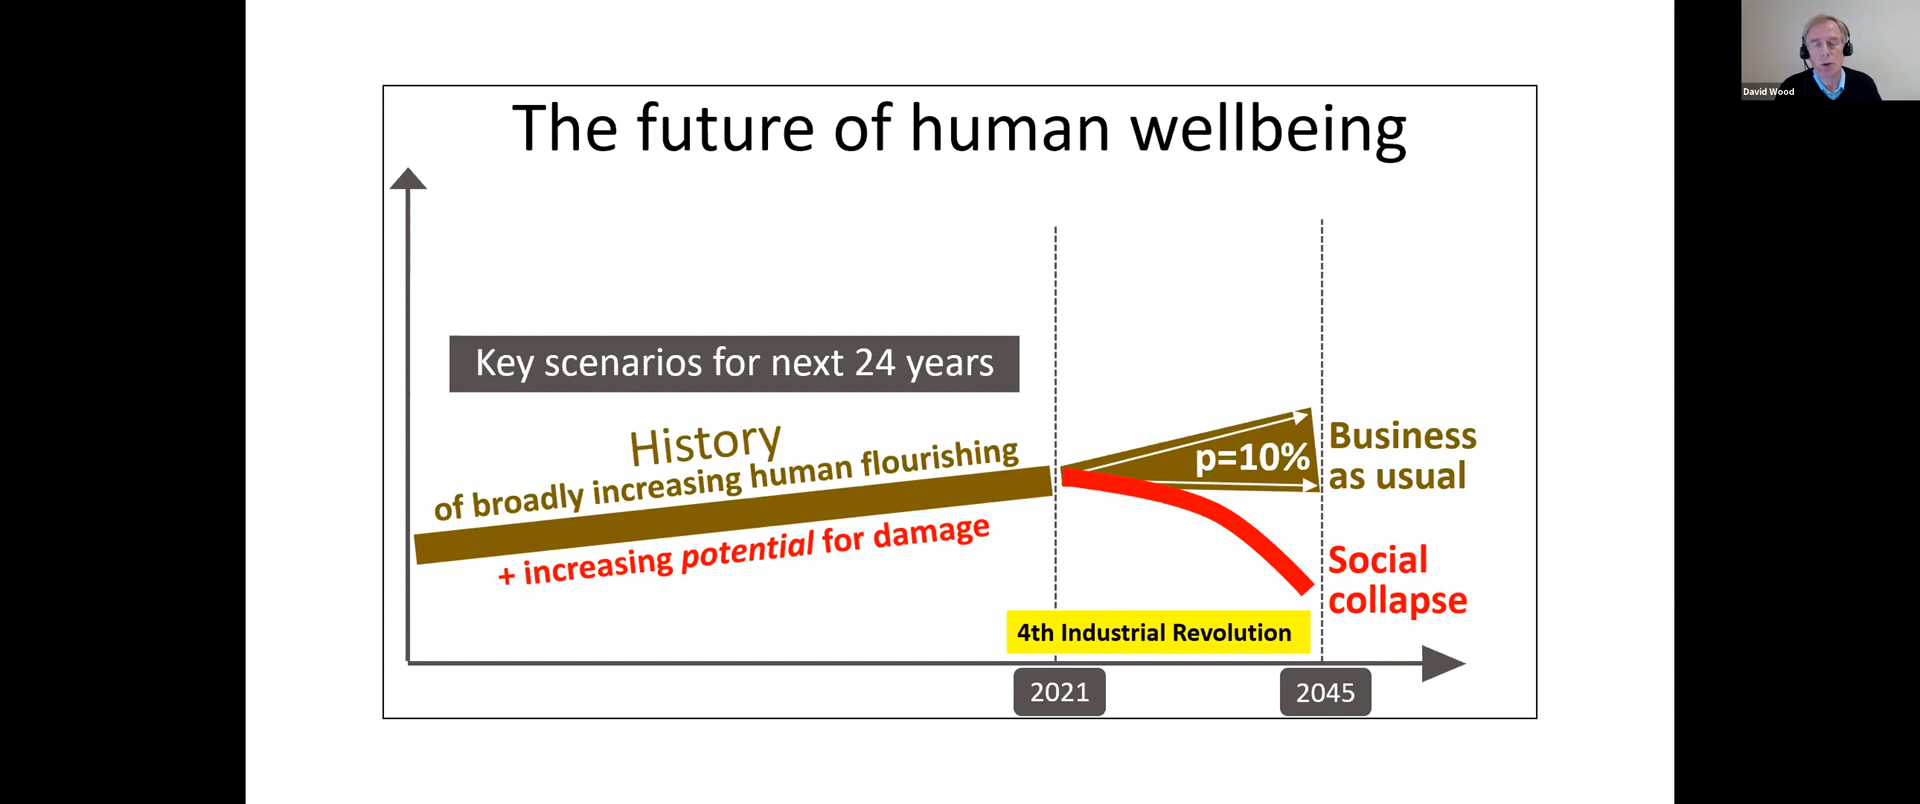 David Wood
The future of human wellbeing
Key scenarios for next 24 years
History
of broadly increasing human flourishing
+ increasing potential for damage
p=10%
Business
as usual
Social
collapse
4th Industrial Revolution
2021
2045